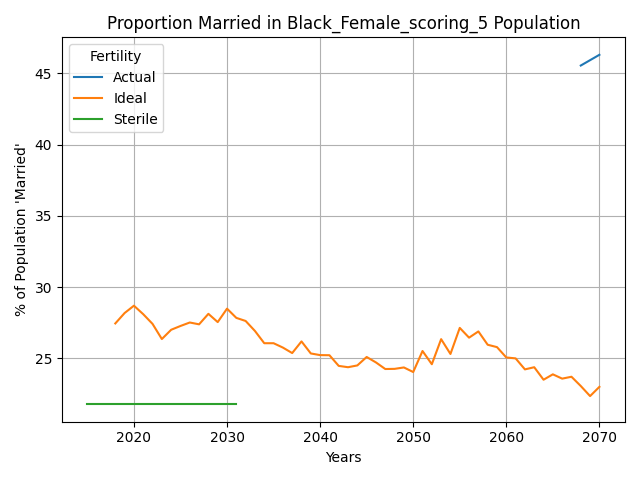 Proportion Married in Black_Female_scoring_5 Population
Fertility
Actual
Ideal
Sterile
% of Population 'Married'
45
40
35
30
25
2020 2030 2040 2050 2060 2070
Years